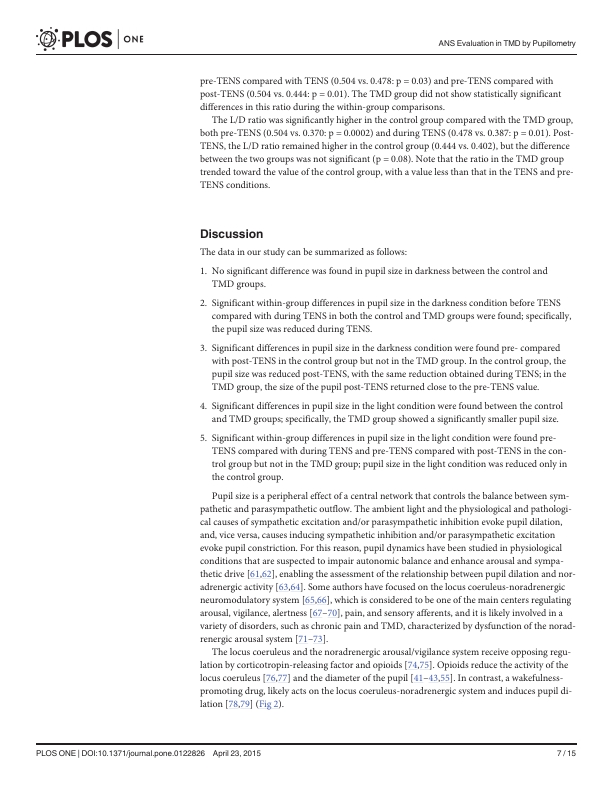 PLOS ONE
ANS Evaluation in TMD by Pupillometry
pre-TENS compared with TENS (0.504 vs. 0.478: p = 0.03) and pre-TENS compared with
post-TENS (0.504 vs. 0.444: p = 0.01). The TMD group did not show statistically significant
differences in this ratio during the within-group comparisons.
The L/D ratio was significantly higher in the control group compared with the TMD group,
both pre-TENS (0.504 vs. 0.370: p = 0.0002) and during TENS (0.478 vs. 0.387: p = 0.01). Post-
TENS, the L/D ratio remained higher in the control group (0.444 vs. 0.402), but the difference
between the two groups was not significant (p = 0.08). Note that the ratio in the TMD group
trended toward the value of the control group, with a value less than that in the TENS and pre-
TENS conditions.
Discussion
The data in our study can be summarized as follows:
1. No significant difference was found in pupil size in darkness between the control and
TMD groups.
2. Significant within-group differences in pupil size in the darkness condition before TENS
compared with during TENS in both the control and TMD groups were found; specifically,
the pupil size was reduced during TENS.
3. Significant differences in pupil size in the darkness condition were found pre- compared
with post-TENS in the control group but not in the TMD group. In the control group, the
pupil size was reduced post-TENS, with the same reduction obtained during TENS; in the
TMD group, the size of the pupil post-TENS returned close to the pre-TENS value.
4. Significant differences in pupil size in the light condition were found between the control
and TMD groups; specifically, the TMD group showed a significantly smaller pupil size.
5. Significant within-group differences in pupil size in the light condition were found pre-
TENS compared with during TENS and pre-TENS compared with post-TENS in the con-
trol group but not in the TMD group; pupil size in the light condition was reduced only in
the control group.
Pupil size is a peripheral effect of a central network that controls the balance between sym-
pathetic and parasympathetic outflow. The ambient light and the physiological and pathologi-
cal causes of sympathetic excitation and/or parasympathetic inhibition evoke pupil dilation,
and, vice versa, causes inducing sympathetic inhibition and/or parasympathetic excitation
evoke pupil constriction. For this reason, pupil dynamics have been studied in physiological
conditions that are suspected to impair autonomic balance and enhance arousal and sympa-
thetic drive [61,62], enabling the assessment of the relationship between pupil dilation and nor-
adrenergic activity [63,64]. Some authors have focused on the locus coeruleus-noradrenergic
neuromodulatory system [65,66], which is considered to be one of the main centers regulating
arousal, vigilance, alertness [67–70], pain, and sensory afferents, and it is likely involved in a
variety of disorders, such as chronic pain and TMD, characterized by dysfunction of the norad-
renergic arousal system [71–73].
The locus coeruleus and the noradrenergic arousal/vigilance system receive opposing regu-
lation by corticotropin-releasing factor and opioids [74,75]. Opioids reduce the activity of the
locus coeruleus [76,77] and the diameter of the pupil [41–43,55]. In contrast, a wakefulness-
promoting drug, likely acts on the locus coeruleus-noradrenergic system and induces pupil di-
lation [78,79] (Fig 2).
PLOS ONE | DOI:10.1371/journal.pone.0122826 April 23, 2015
7 / 15